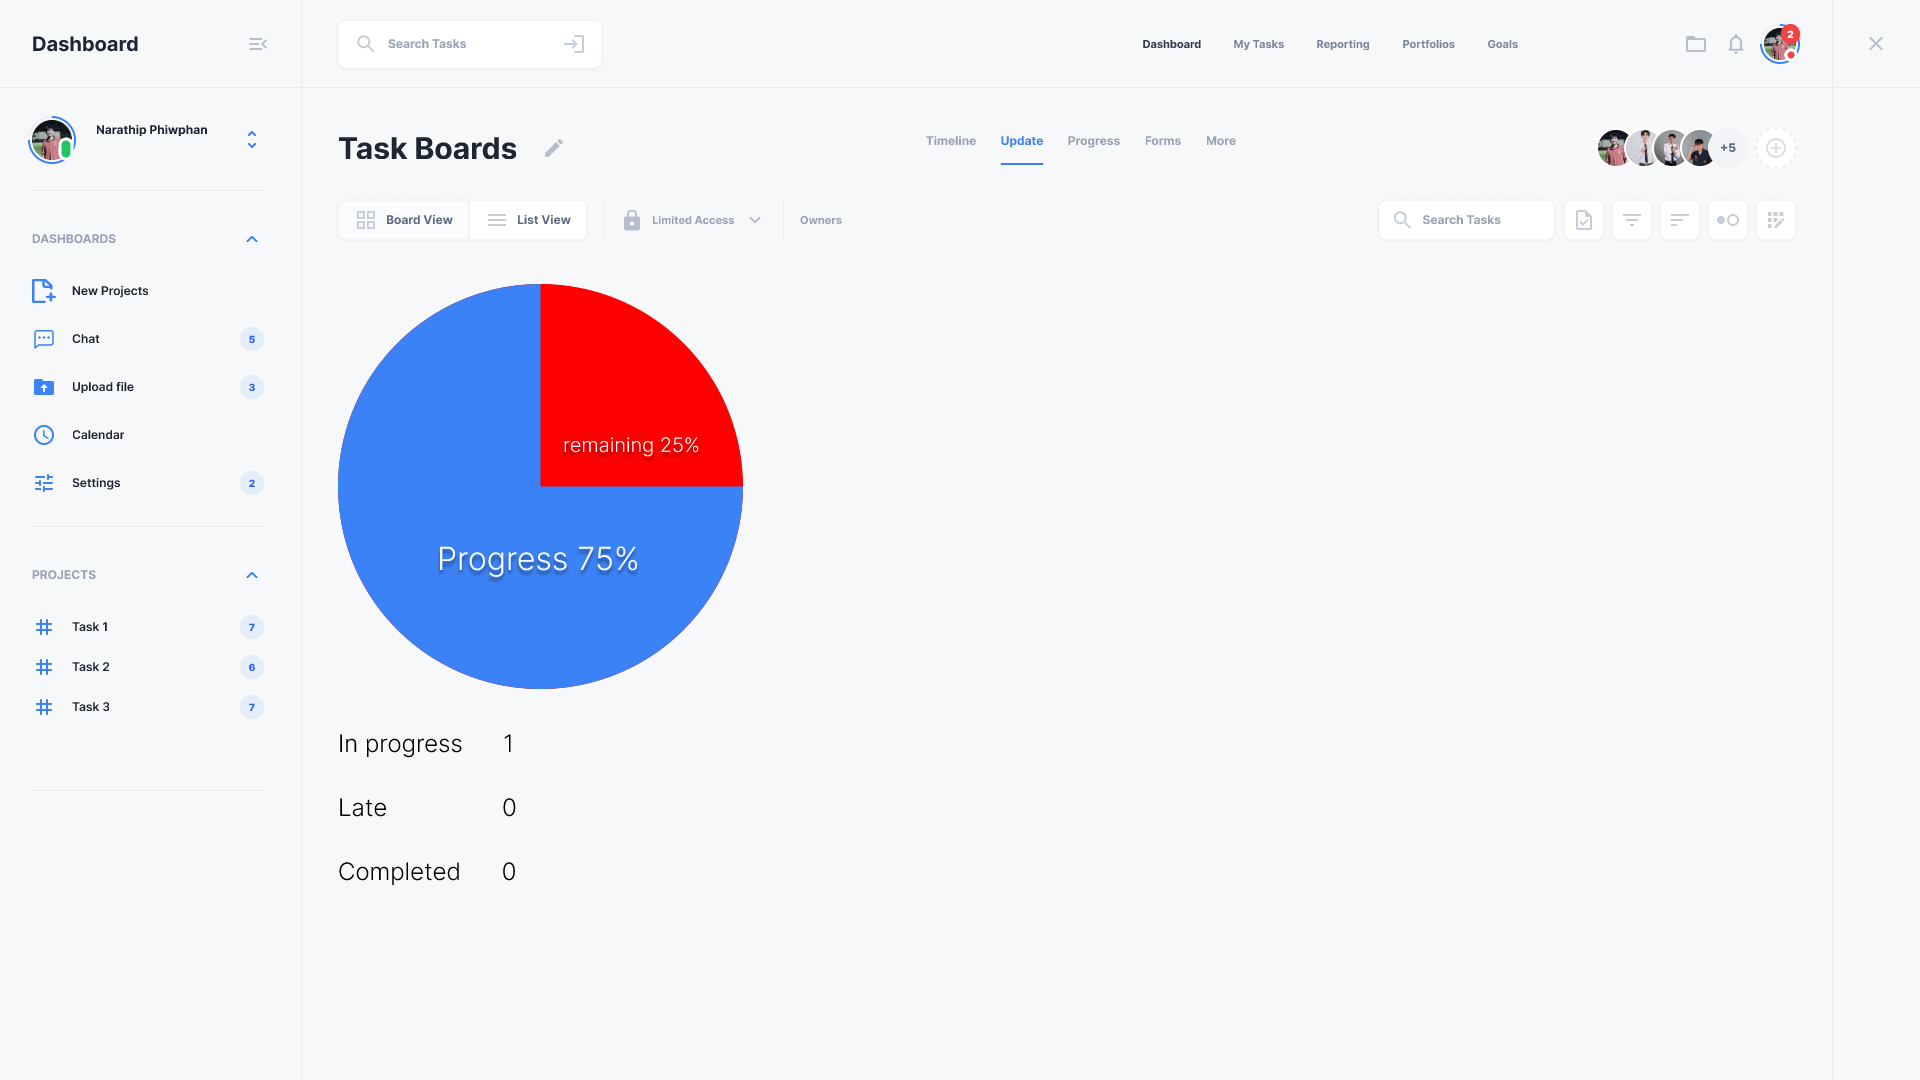 Dashboard
Search Tasks
Dashboard
My Tasks
Reporting
Portfolios
Goals
2
Narathip Phiwphan
Task Boards
Timeline
Update
Progress
Forms
More
+5
Board View
List View
Limited Access
Owners
Search Tasks
DASHBOARDS
New Projects
Chat
5
Upload file
3
Calendar
Settings
2
PROJECTS
Task 1
7
Task 2
6
Task 3
7
remaining 25%
Progress 75%
In progress 1
Late 0
Completed 0